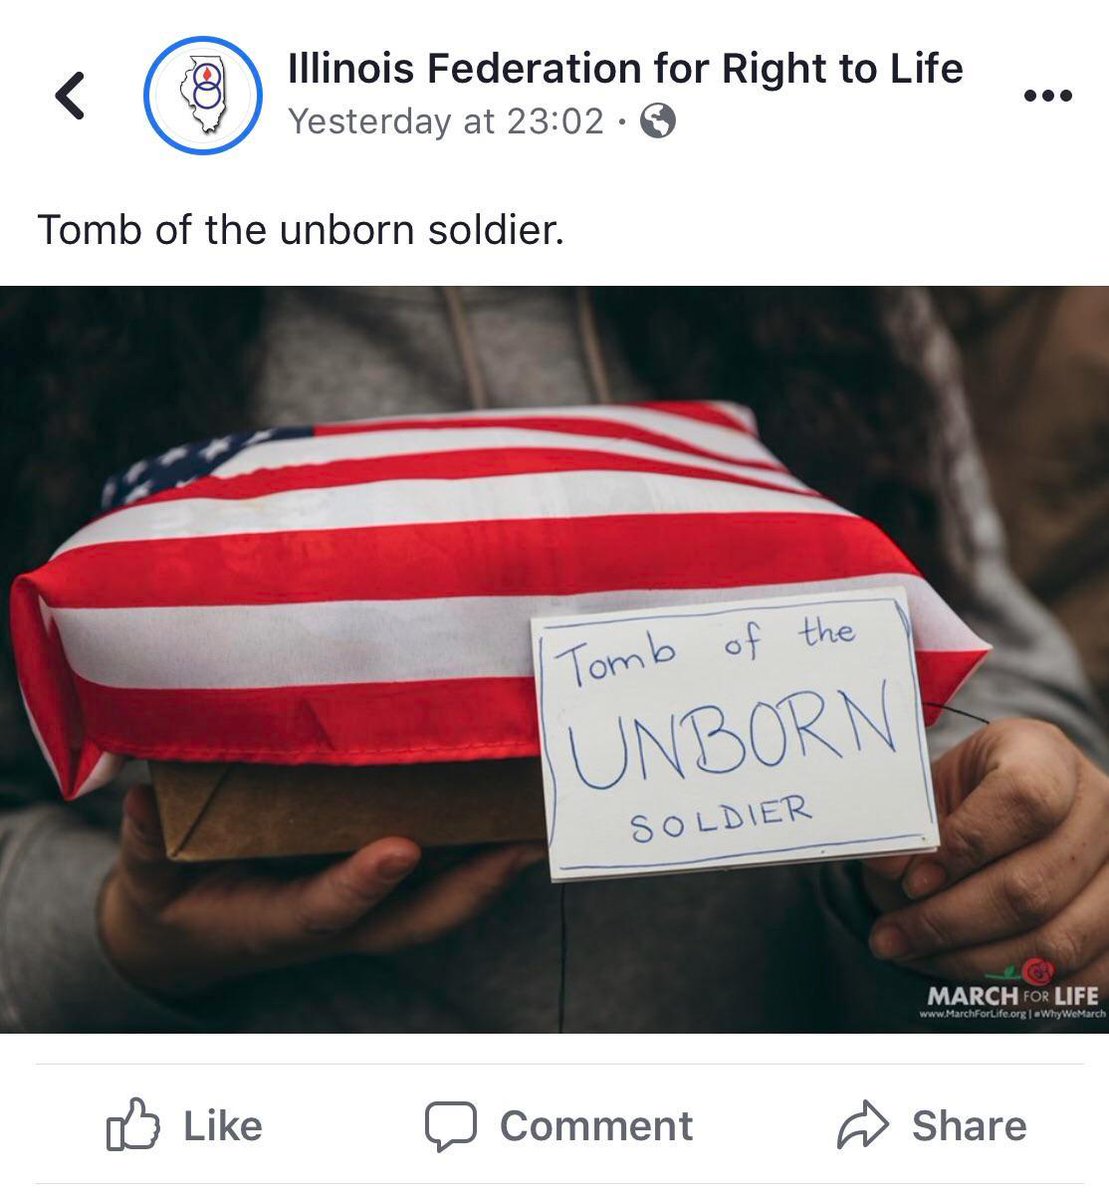 Illinois Federation for Right to Life
Yesterday at 23:02 ·
Tomb of the unborn soldier.
Tomb of the
UNBORN
SOLDIER
MARCH FOR LIFE
www.MarchForLife.org | #WhyWeMarch
Like Comment Share